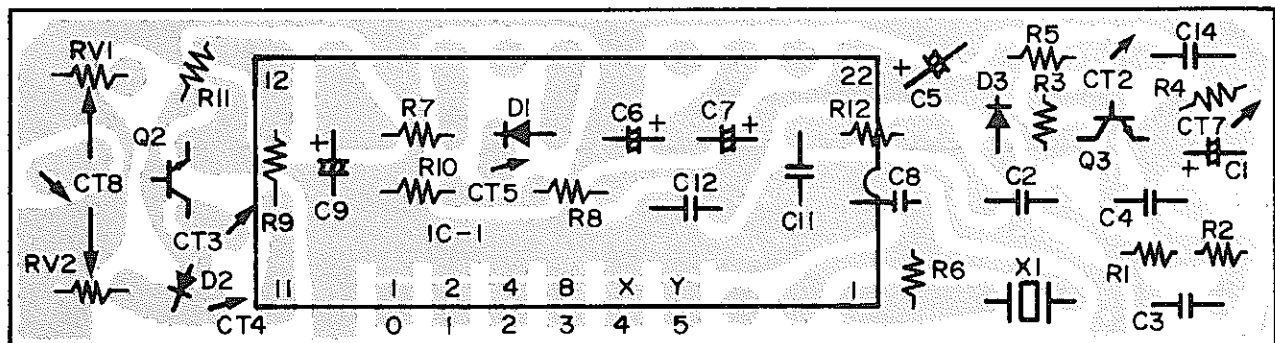 RV1
R11
12
22
C5
+
D3
R5
R3
CT2
C14
R4
CT7
+
C1
Q2
+
C9
R7
R10
D1
CT5
C6
+
C7
+
R12
Q3
CT8
R9
R8
C12
C11
C8
C2
C4
CT3
IC-1
RV2
D2
CT4
11
1 2 4 8 X Y
0 1 2 3 4 5
1
R6
X1
R1
R2
C3